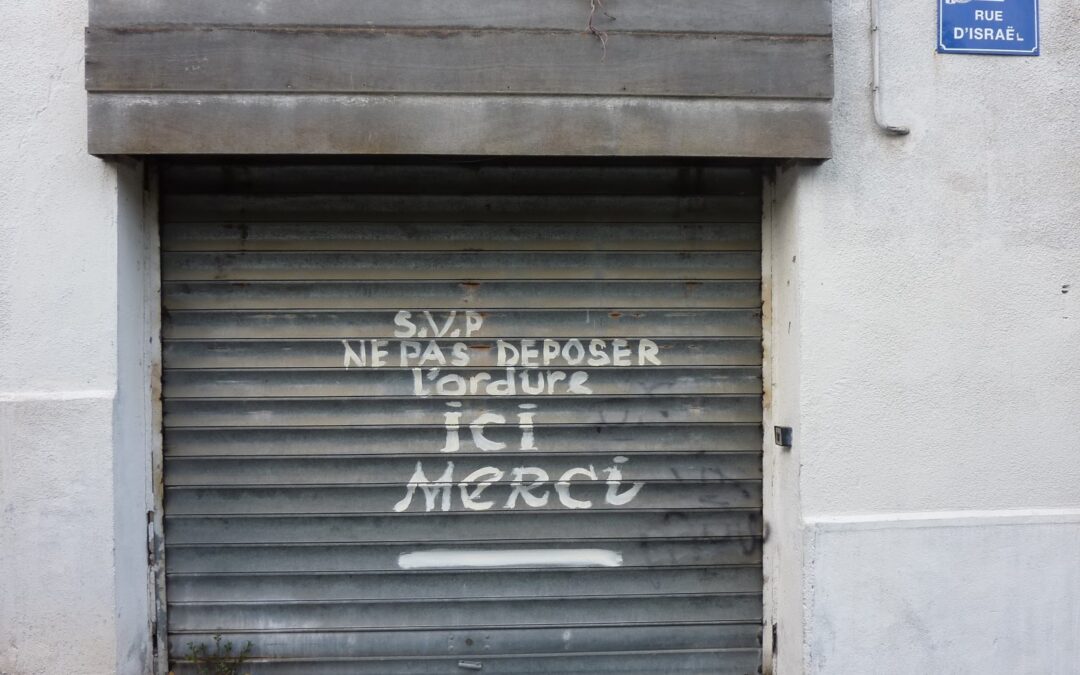 RUE
D'ISRAËL
S.V.P
NE PAS DEPOSER
l'ordure
ici
Merci